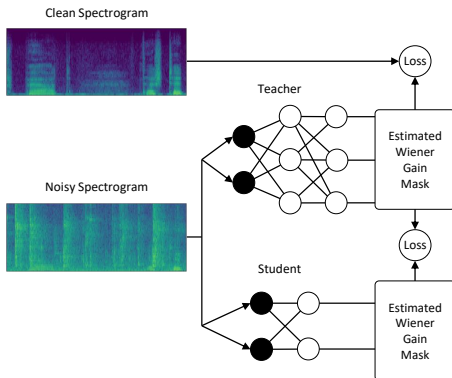 Clean Spectrogram
Loss
Teacher
Estimated
Wiener
Gain
Mask
Noisy Spectrogram
Loss
Student
Estimated
Wiener
Gain
Mask